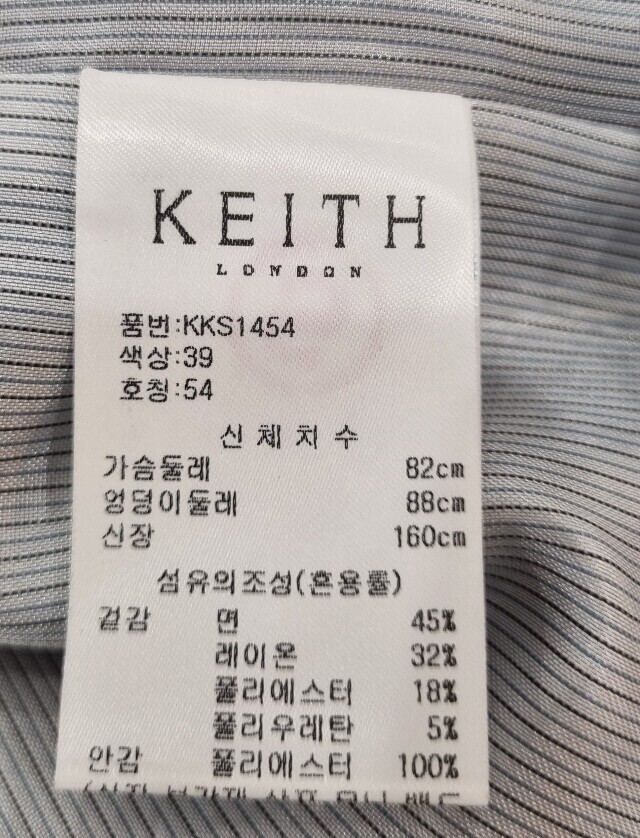 KEITH
LONDON
품번:KKS1454
색상:39
호칭:54
신체치수
가슴둘레 82cm
엉덩이둘레 88cm
신장 160cm
섬유의조성(혼용률)
겉감 면 45%
레이온 32%
폴리에스터 18%
폴리우레탄 5%
안감 폴리에스터 100%